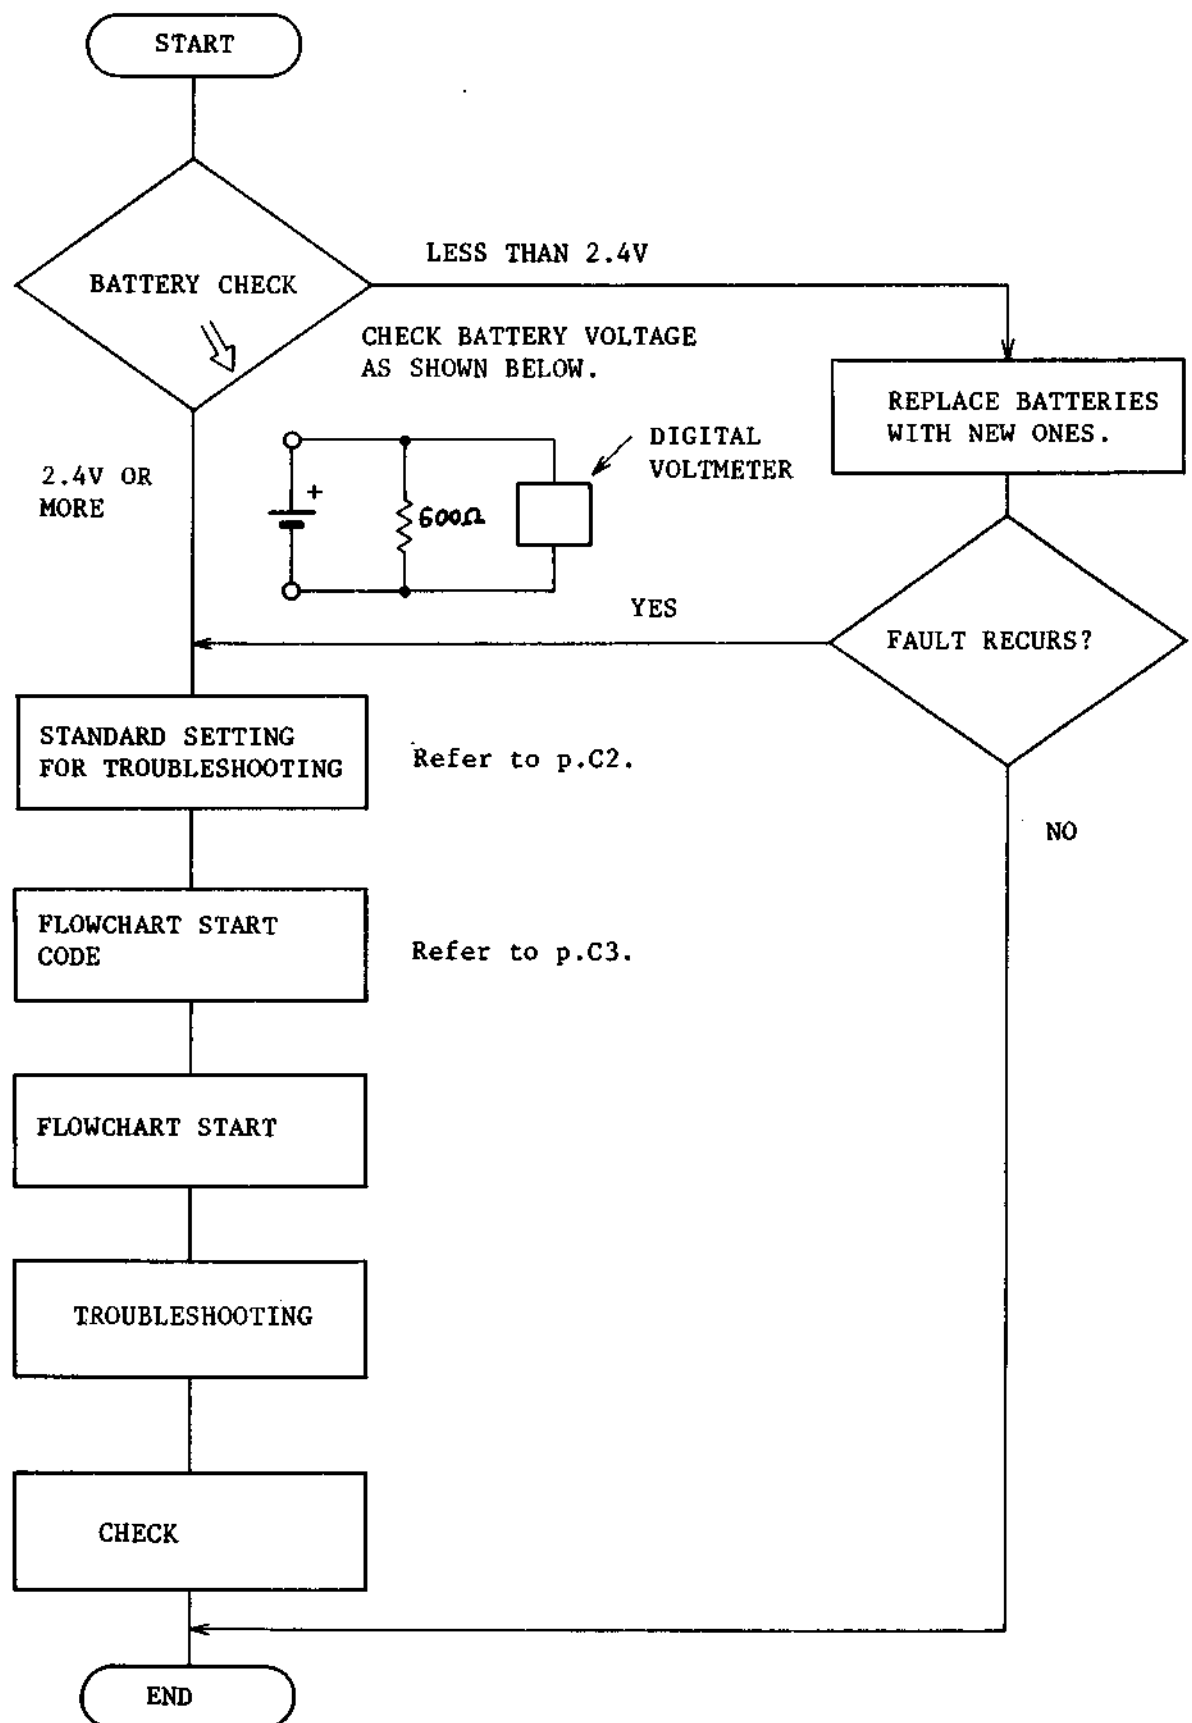 START
LESS THAN 2.4V
BATTERY CHECK
CHECK BATTERY VOLTAGE
AS SHOWN BELOW.
REPLACE BATTERIES
WITH NEW ONES.
2.4V OR
MORE
+
600Ω
DIGITAL
VOLTMETER
YES
FAULT RECURS?
STANDARD SETTING
FOR TROUBLESHOOTING
Refer to p.C2.
NO
FLOWCHART START
CODE
Refer to p.C3.
FLOWCHART START
TROUBLESHOOTING
CHECK
END